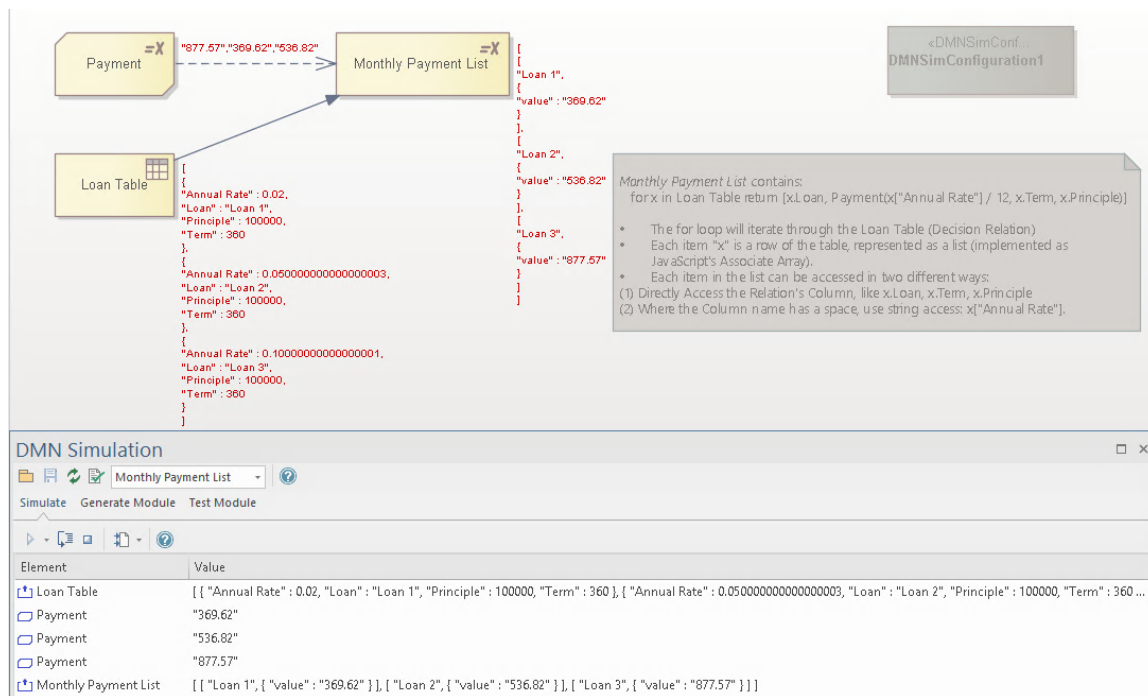 Payment
"877.57","369.62","536.82"
Monthly Payment List
[
[
"Loan 1",
{
"value" : "369.62"
}
],
[
"Loan 2",
{
"value" : "536.82"
}
],
[
"Loan 3",
{
"value" : "877.57"
}
]
]
«DMNSimConf...
DMNSimConfiguration1
Loan Table
[
{
"Annual Rate" : 0.02,
"Loan" : "Loan 1",
"Principle" : 100000,
"Term" : 360
},
{
"Annual Rate" : 0.050000000000000003,
"Loan" : "Loan 2",
"Principle" : 100000,
"Term" : 360
},
{
"Annual Rate" : 0.10000000000000001,
"Loan" : "Loan 3",
"Principle" : 100000,
"Term" : 360
}
]
Monthly Payment List contains:
for x in Loan Table return [x.Loan, Payment(x["Annual Rate"] / 12, x.Term, x.Principle)]
• The for loop will iterate through the Loan Table (Decision Relation)
• Each item "x" is a row of the table, represented as a list (implemented as
JavaScript's Associate Array).
• Each item in the list can be accessed in two different ways:
(1) Directly Access the Relation's Column, like x.Loan, x.Term, x.Principle
(2) Where the Column name has a space, use string access: x["Annual Rate"].
DMN Simulation
Monthly Payment List
Simulate Generate Module Test Module
Element Value
Loan Table [ { "Annual Rate" : 0.02, "Loan" : "Loan 1", "Principle" : 100000, "Term" : 360 }, { "Annual Rate" : 0.050000000000000003, "Loan" : "Loan 2", "Principle" : 100000, "Term" : 360 ...
Payment "369.62"
Payment "536.82"
Payment "877.57"
Monthly Payment List [ [ "Loan 1", { "value" : "369.62" } ], [ "Loan 2", { "value" : "536.82" } ], [ "Loan 3", { "value" : "877.57" } ] ]